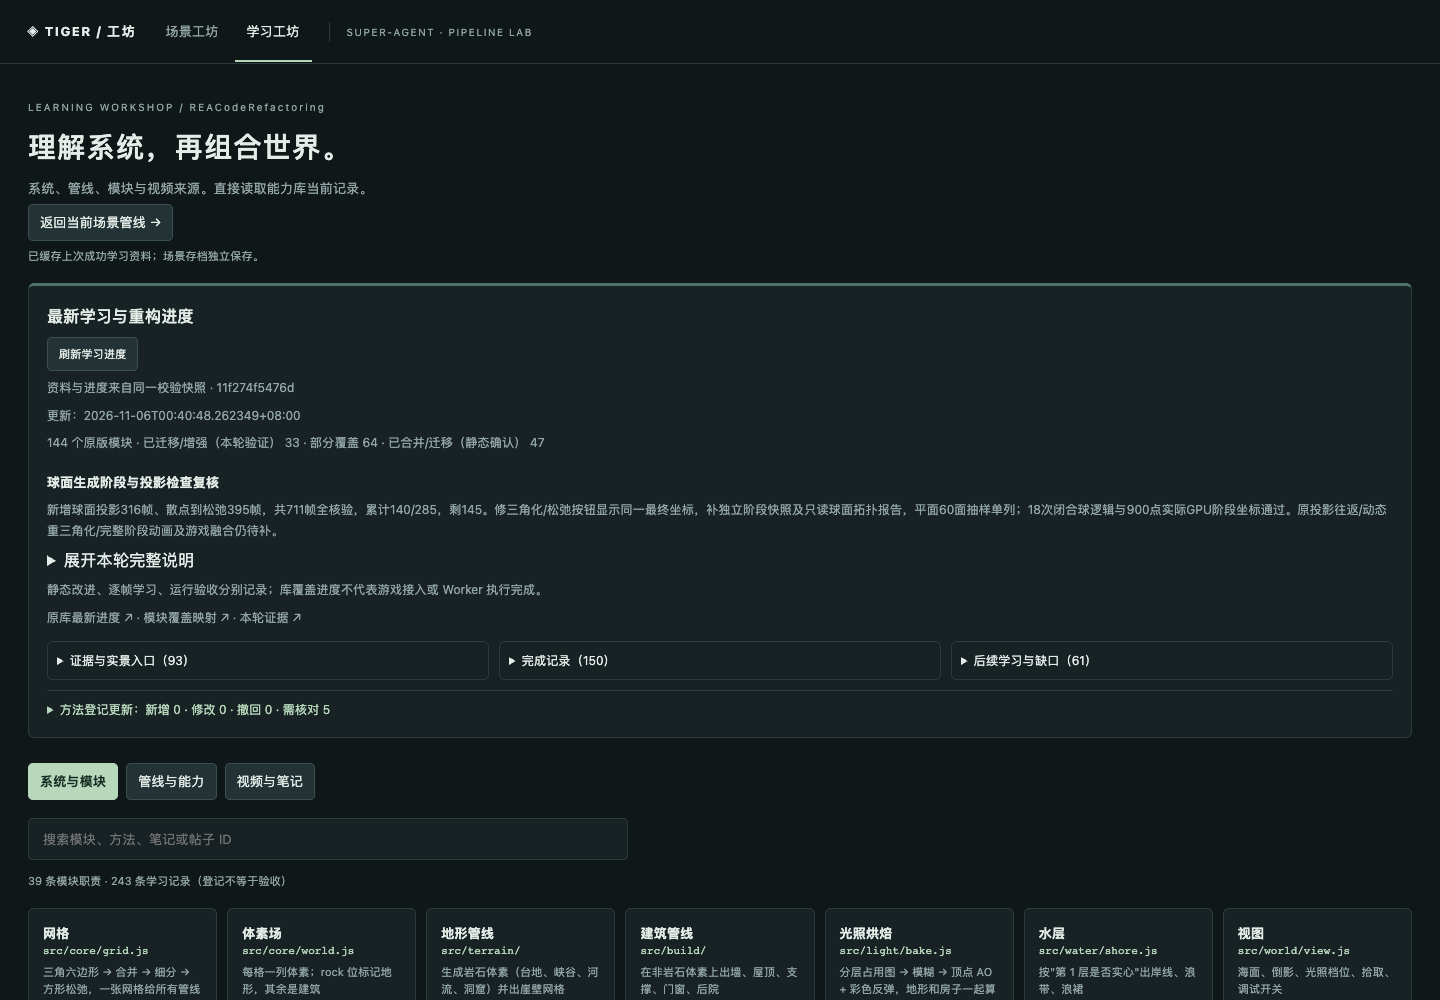 ◈ TIGER / 工坊 场景工坊 学习工坊 SUPER-AGENT · PIPELINE LAB
LEARNING WORKSHOP / REACodeRefactoring
理解系统，再组合世界。
系统、管线、模块与视频来源。直接读取能力库当前记录。
返回当前场景管线 →
已缓存上次成功学习资料；场景存档独立保存。
最新学习与重构进度
刷新学习进度
资料与进度来自同一校验快照 · 11f274f5476d
更新：2026-11-06T00:40:48.262349+08:00
144 个原版模块 · 已迁移/增强（本轮验证） 33 · 部分覆盖 64 · 已合并/迁移（静态确认） 47
球面生成阶段与投影检查复核
新增球面投影316帧、散点到松弛395帧，共711帧全核验，累计140/285，剩145。修三角化/松弛按钮显示同一最终坐标，补独立阶段快照及只读球面拓扑报告，平面60面抽样单列；18次闭合球逻辑与900点实际GPU阶段坐标通过。原投影往返/动态
重三角化/完整阶段动画及游戏融合仍待补。
▶ 展开本轮完整说明
静态改进、逐帧学习、运行验收分别记录；库覆盖进度不代表游戏接入或 Worker 执行完成。
原库最新进度 ↗ · 模块覆盖映射 ↗ · 本轮证据 ↗
▶ 证据与实景入口（93） ▶ 完成记录（150） ▶ 后续学习与缺口（61）
▶ 方法登记更新：新增 0 · 修改 0 · 撤回 0 · 需核对 5
系统与模块 管线与能力 视频与笔记
搜索模块、方法、笔记或帖子 ID
39 条模块职责 · 243 条学习记录（登记不等于验收）
网格
src/core/grid.js
三角六边形 → 合并 → 细分 →
方形松弛，一张网格给所有管线
体素场
src/core/world.js
每格一列体素；rock 位标记地
形，其余是建筑
地形管线
src/terrain/
生成岩石体素（台地、峡谷、河
流、洞窟）并出崖壁网格
建筑管线
src/build/
在非岩石体素上出墙、屋顶、支
撑、门窗、后院
光照烘焙
src/light/bake.js
分层占用图 → 模糊 → 顶点 AO
+ 彩色反弹，地形和房子一起算
水层
src/water/shore.js
按"第 1 层是否实心"出岸线、浪
带、浪裙
视图
src/world/view.js
海面、倒影、光照档位、拾取、
调试开关